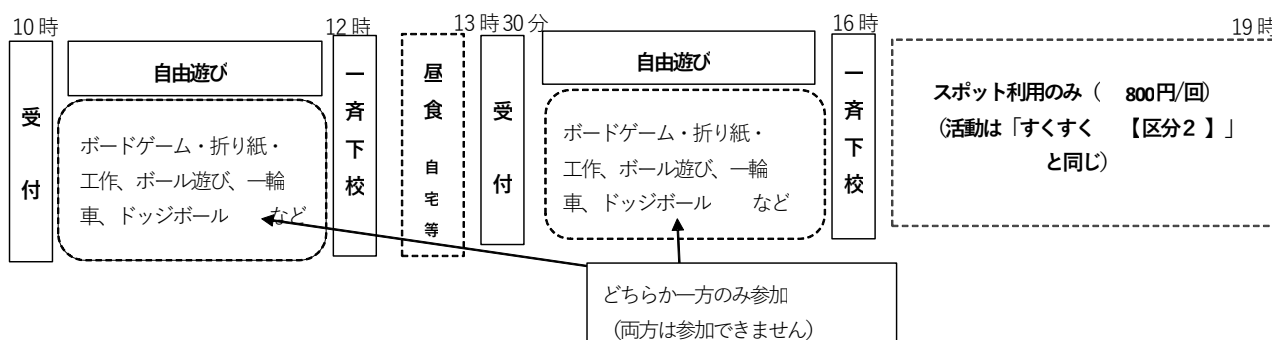 10時
12時
13時30分
16時
19時
受付
自由遊び
ボードゲーム・折り紙・
工作、ボール遊び、一輪
車、ドッジボール　　など
一斉下校
昼食 自宅等
受付
自由遊び
ボードゲーム・折り紙・
工作、ボール遊び、一輪
車、ドッジボール　　など
一斉下校
スポット利用のみ（　800円/回）
（活動は「すくすく　【区分２】」
と同じ）
どちらか一方のみ参加
（両方は参加できません）